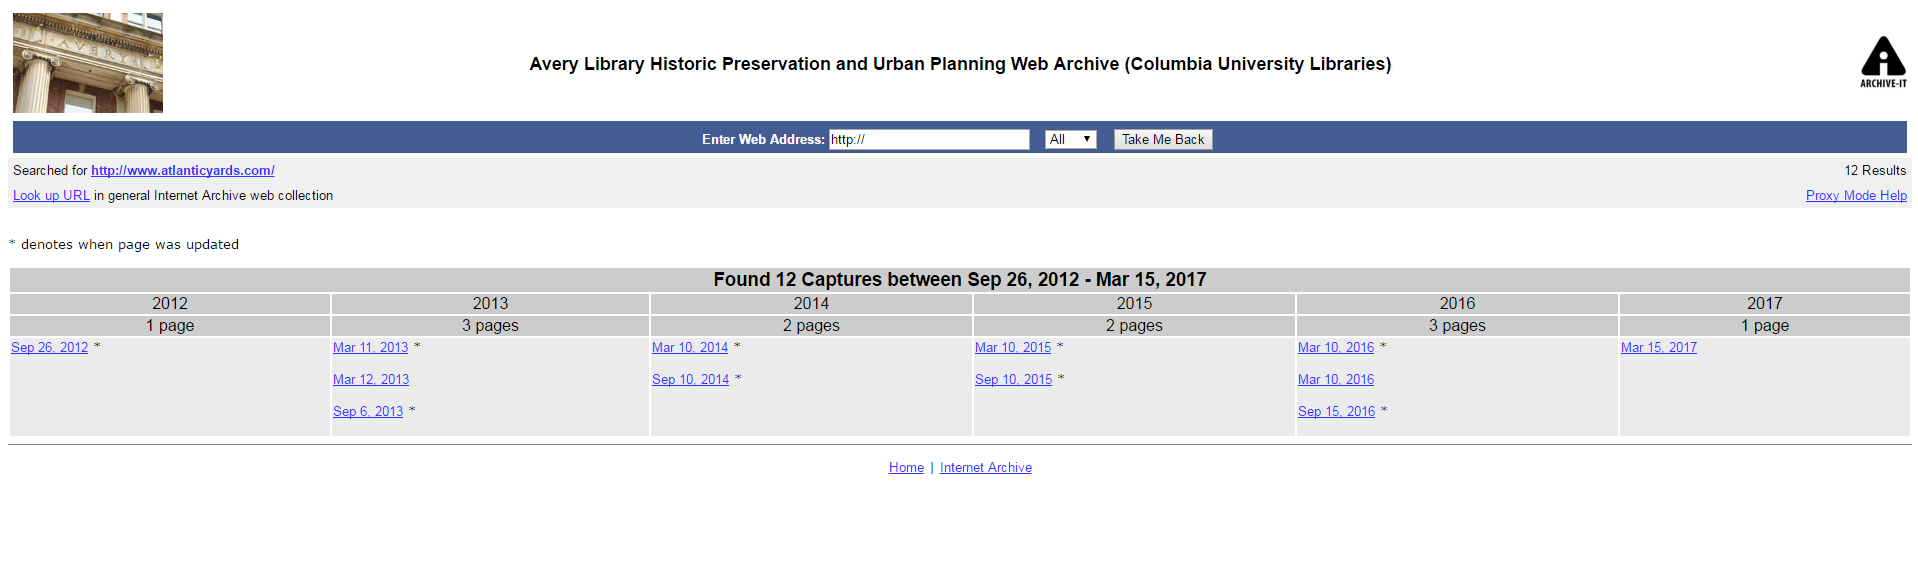 AVERY
Avery Library Historic Preservation and Urban Planning Web Archive (Columbia University Libraries)
ARCHIVE-IT
Enter Web Address: http:// All Take Me Back
Searched for http://www.atlanticyards.com/ 12 Results
Look up URL in general Internet Archive web collection Proxy Mode Help
* denotes when page was updated
Found 12 Captures between Sep 26, 2012 - Mar 15, 2017
2012 2013 2014 2015 2016 2017
1 page 3 pages 2 pages 2 pages 3 pages 1 page
Sep 26, 2012 * Mar 11, 2013 * Mar 10, 2014 * Mar 10, 2015 * Mar 10, 2016 * Mar 15, 2017
Mar 12, 2013 Sep 10, 2014 * Sep 10, 2015 * Mar 10, 2016
Sep 6, 2013 * Sep 15, 2016 *
Home | Internet Archive